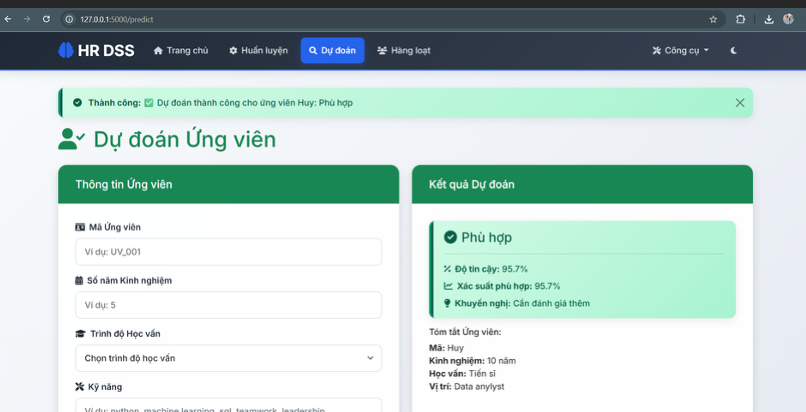 127.0.0.1:5000/predict
HR DSS
Trang chủ
Huấn luyện
Dự đoán
Hàng loạt
Công cụ
Thành công: ✅ Dự đoán thành công cho ứng viên Huy: Phù hợp
Dự đoán Ứng viên
Thông tin Ứng viên
Mã Ứng viên
Ví dụ: UV_001
Số năm Kinh nghiệm
Ví dụ: 5
Trình độ Học vấn
Chọn trình độ học vấn
Kỹ năng
Ví dụ: python, machine learning, sql, teamwork, leadership
Kết quả Dự đoán
Phù hợp
Độ tin cậy: 95.7%
Xác suất phù hợp: 95.7%
Khuyến nghị: Cần đánh giá thêm
Tóm tắt Ứng viên:
Mã: Huy
Kinh nghiệm: 10 năm
Học vấn: Tiến sĩ
Vị trí: Data anylyst